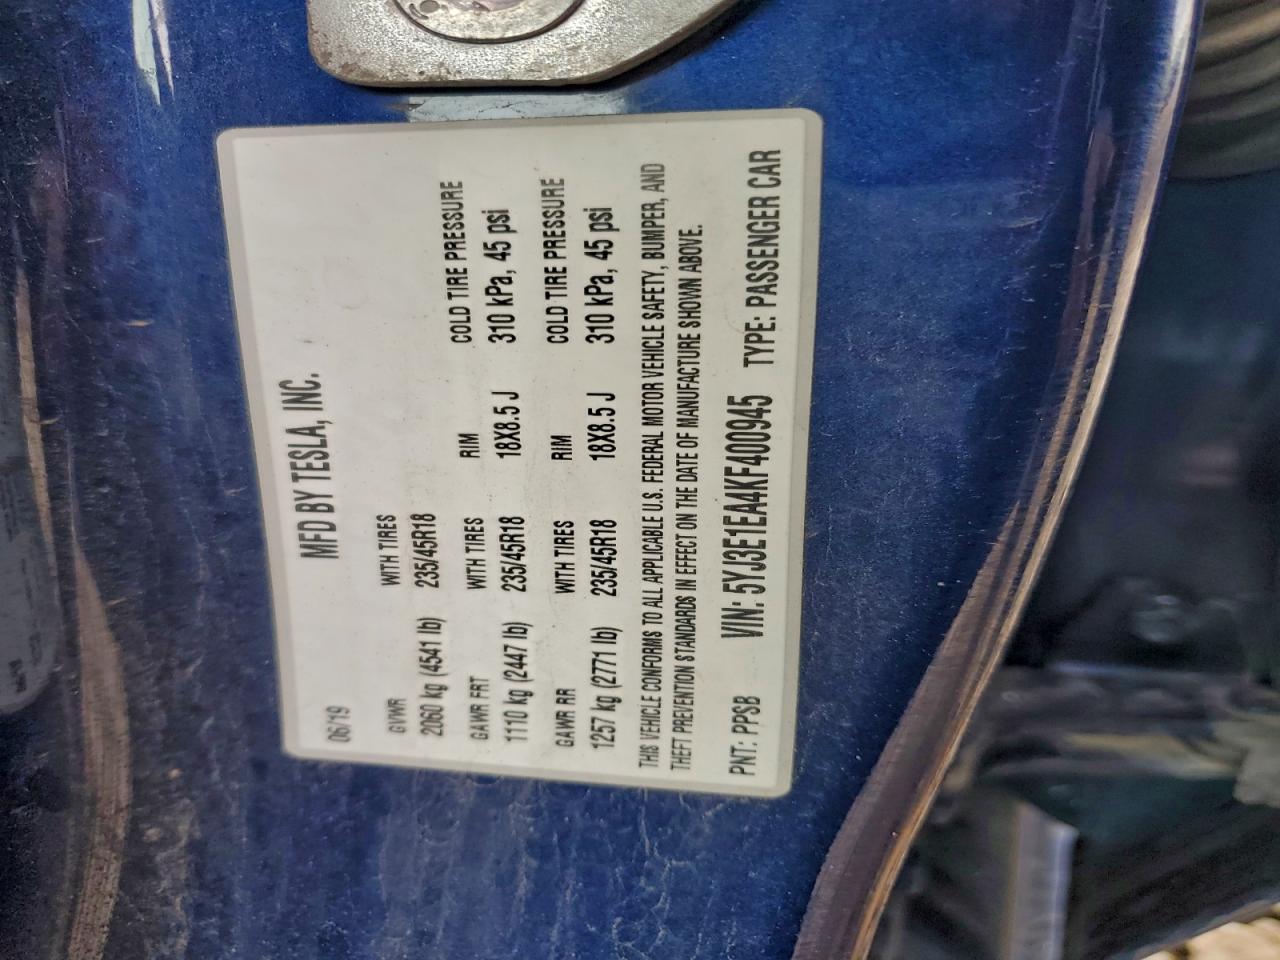 MFD BY TESLA, INC.
06/19
GVWR WITH TIRES
2060 kg (4541 lb) 235/45R18
GAWR FRT WITH TIRES RIM COLD TIRE PRESSURE
1110 kg (2447 lb) 235/45R18 18X8.5 J 310 kPa, 45 psi
GAWR RR WITH TIRES RIM COLD TIRE PRESSURE
1257 kg (2771 lb) 235/45R18 18X8.5 J 310 kPa, 45 psi
THIS VEHICLE CONFORMS TO ALL APPLICABLE U.S. FEDERAL MOTOR VEHICLE SAFETY, BUMPER, AND
THEFT PREVENTION STANDARDS IN EFFECT ON THE DATE OF MANUFACTURE SHOWN ABOVE.
PNT: PPSB VIN: 5YJ3E1EA4KF400945 TYPE: PASSENGER CAR